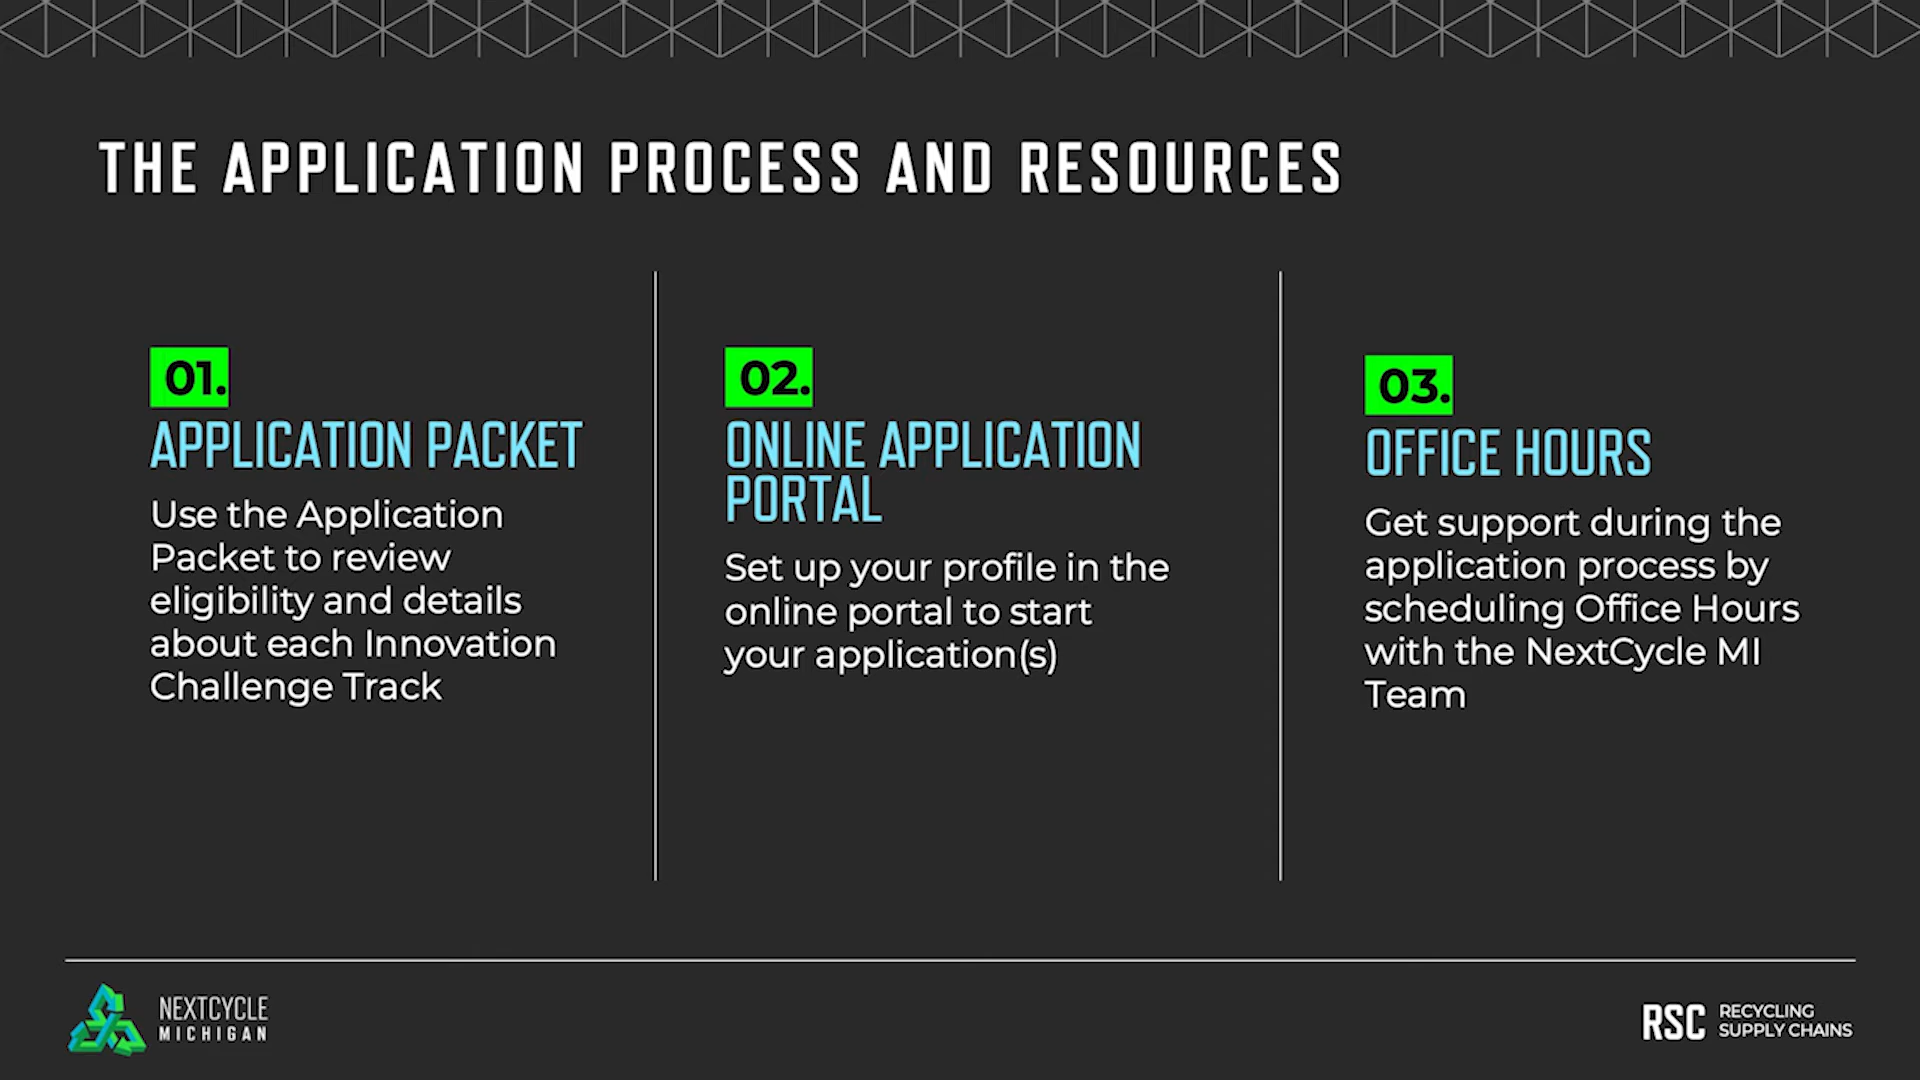 THE APPLICATION PROCESS AND RESOURCES
01.
APPLICATION PACKET
Use the Application
Packet to review
eligibility and details
about each Innovation
Challenge Track
02.
ONLINE APPLICATION
PORTAL
Set up your profile in the
online portal to start
your application(s)
03.
OFFICE HOURS
Get support during the
application process by
scheduling Office Hours
with the NextCycle MI
Team
NEXTCYCLE
MICHIGAN
RSC
RECYCLING
SUPPLY CHAINS